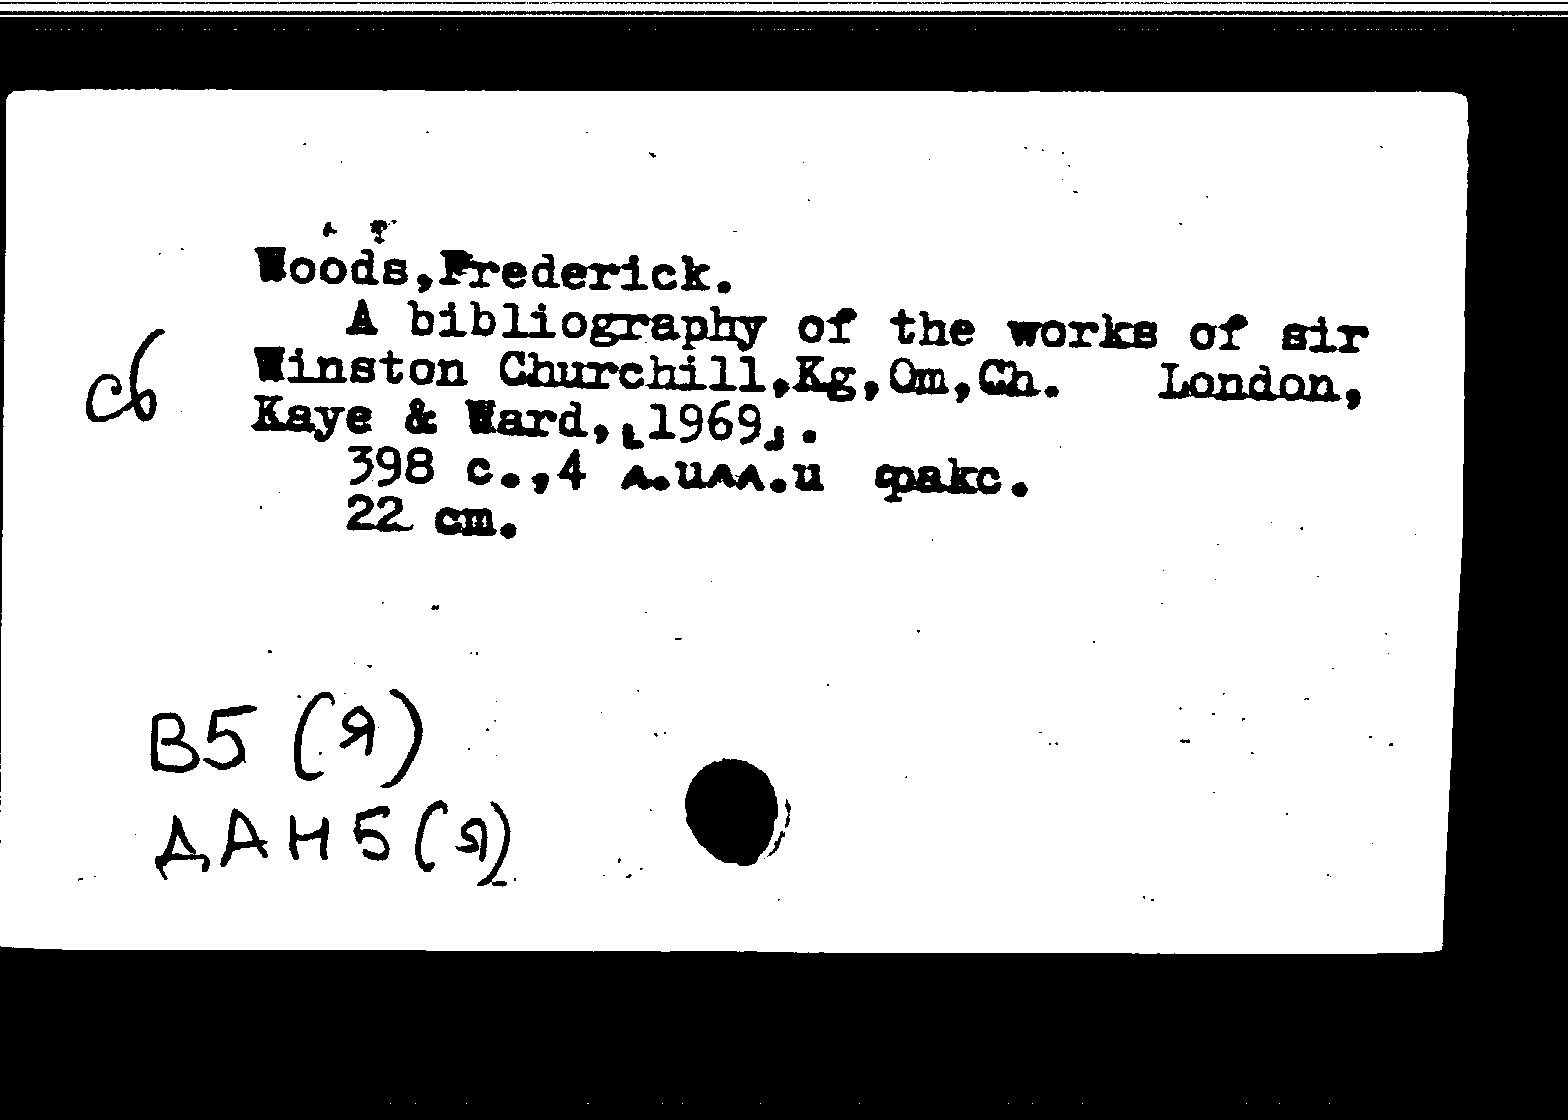 Woods,Frederick.
A bibliography of the works of sir
сб
Winston Churchill,Kg,Om,Ch. London,
Kaye & Ward,[1969].
398 с.,4 л.илл.и факс.
22 cm.
В5 (Я)
ДАН5(Я)